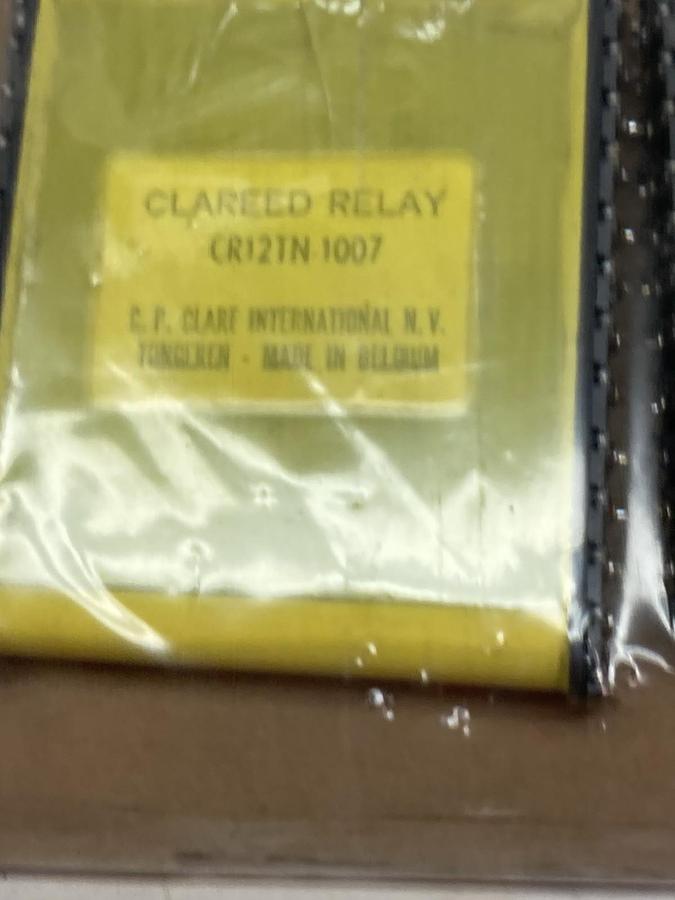 CLAREED RELAY
CR12TN-1007
C. P. CLARE INTERNATIONAL N. V.
TONGEREN - MADE IN BELGIUM